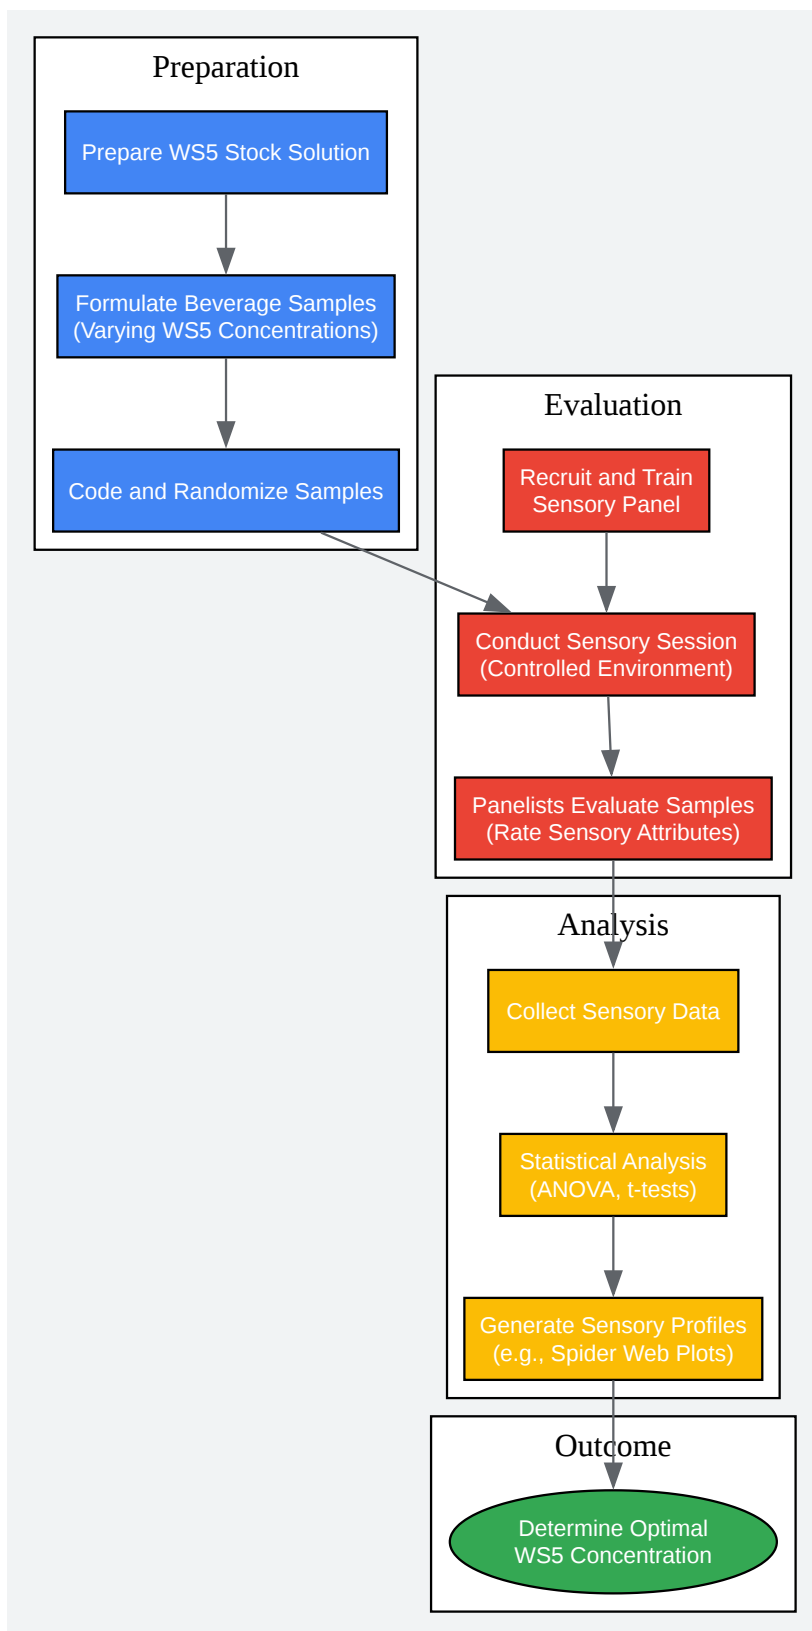 Preparation
Prepare WS5 Stock Solution
Formulate Beverage Samples
(Varying WS5 Concentrations)
Code and Randomize Samples
Evaluation
Recruit and Train
Sensory Panel
Conduct Sensory Session
(Controlled Environment)
Panelists Evaluate Samples
(Rate Sensory Attributes)
Analysis
Collect Sensory Data
Statistical Analysis
(ANOVA, t-tests)
Generate Sensory Profiles
(e.g., Spider Web Plots)
Outcome
Determine Optimal
WS5 Concentration